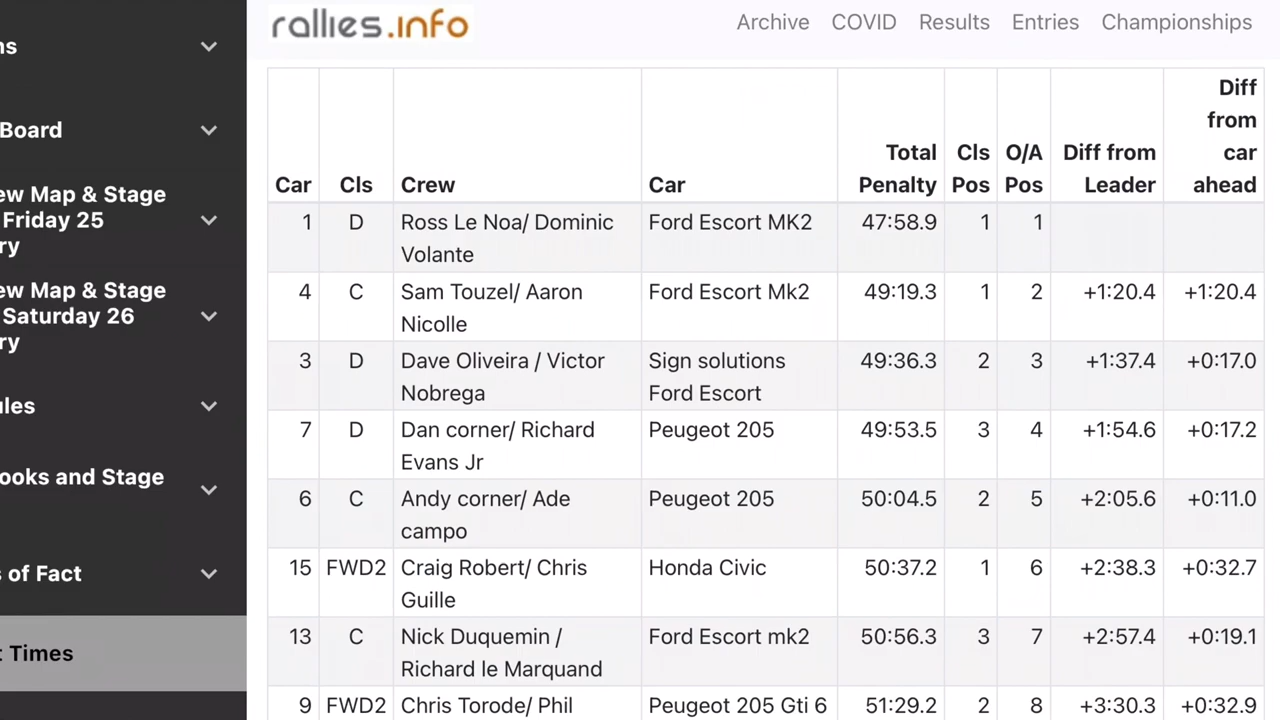 rallies.info
Archive COVID Results Entries Championships
ns
Board
ew Map & Stage
Friday 25
ry
ew Map & Stage
Saturday 26
ry
ules
ooks and Stage
s of Fact
t Times
Car Cls Crew Car Total Penalty Cls Pos O/A Pos Diff from Leader Diff from car ahead
1 D Ross Le Noa/ Dominic Ford Escort MK2 47:58.9 1 1
Volante
4 C Sam Touzel/ Aaron Ford Escort Mk2 49:19.3 1 2 +1:20.4 +1:20.4
Nicolle
3 D Dave Oliveira / Victor Sign solutions 49:36.3 2 3 +1:37.4 +0:17.0
Nobrega Ford Escort
7 D Dan corner/ Richard Peugeot 205 49:53.5 3 4 +1:54.6 +0:17.2
Evans Jr
6 C Andy corner/ Ade Peugeot 205 50:04.5 2 5 +2:05.6 +0:11.0
campo
15 FWD2 Craig Robert/ Chris Honda Civic 50:37.2 1 6 +2:38.3 +0:32.7
Guille
13 C Nick Duquemin / Ford Escort mk2 50:56.3 3 7 +2:57.4 +0:19.1
Richard le Marquand
9 FWD2 Chris Torode/ Phil Peugeot 205 Gti 6 51:29.2 2 8 +3:30.3 +0:32.9